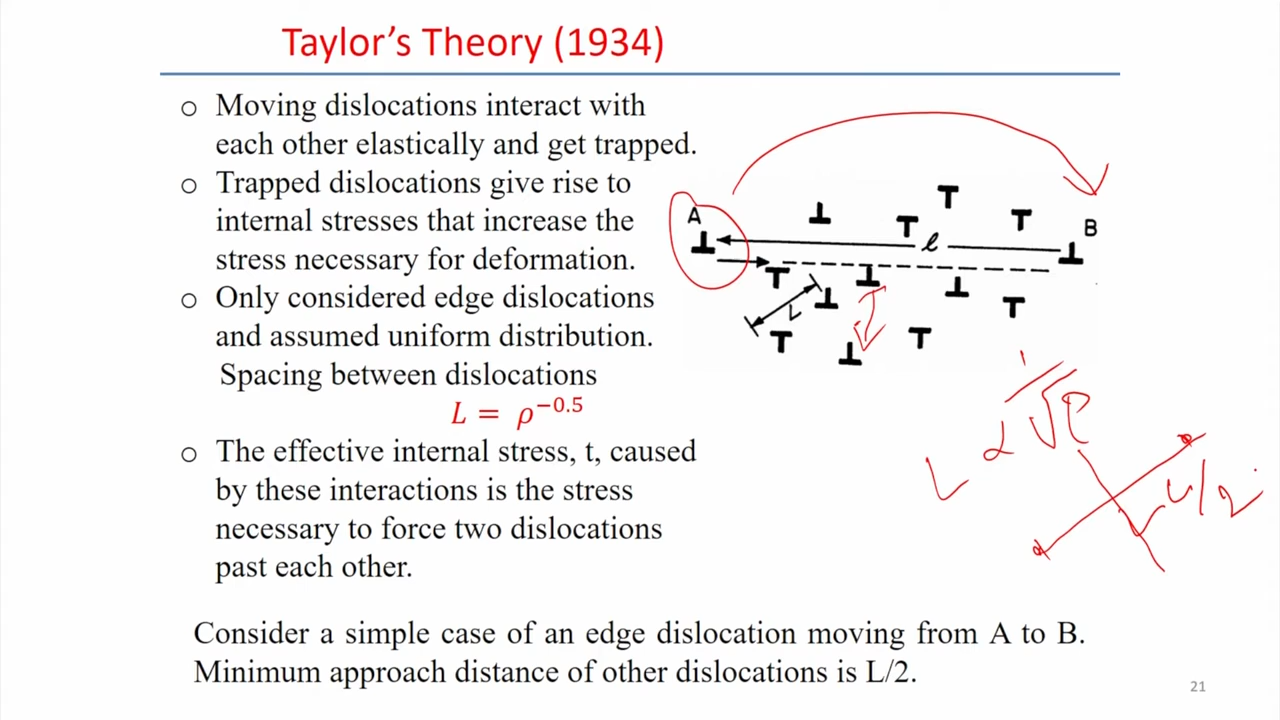 Taylor's Theory (1934)
○ Moving dislocations interact with
each other elastically and get trapped.
○ Trapped dislocations give rise to
internal stresses that increase the
stress necessary for deformation.
○ Only considered edge dislocations
and assumed uniform distribution.
Spacing between dislocations
L = ρ^−0.5
○ The effective internal stress, t, caused
by these interactions is the stress
necessary to force two dislocations
past each other.
A
B
ℓ
L
L α 1/√ρ
L/2
Consider a simple case of an edge dislocation moving from A to B.
Minimum approach distance of other dislocations is L/2.
21